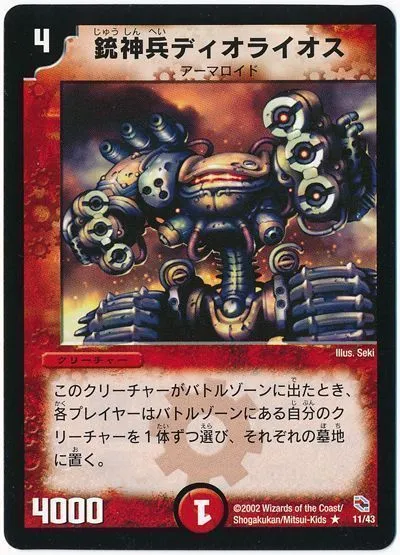 4
じゅう しん へい
銃神兵ディオライオス
アーマロイド
Illus. Seki
クリーチャー
このクリーチャーがバトルゾーンに出たとき、
各プレイヤーはバトルゾーンにある自分のク
リーチャーを1体ずつ選び、それぞれの墓地
に置く。
4000
1
©2002 Wizards of the Coast/
Shogakukan/Mitsui-Kids ★ 11/43